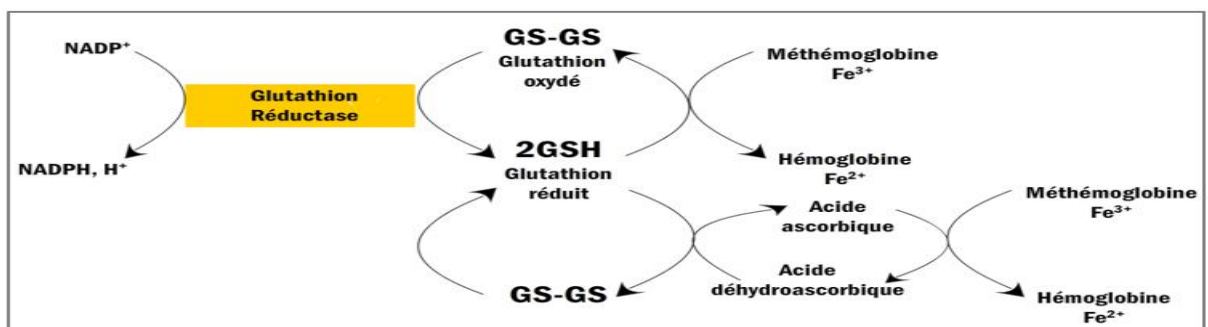 NADP⁺
GS-GS
Glutathion
oxydé
Méthémoglobine
Fe³⁺
Glutathion
Réductase
NADPH, H⁺
2GSH
Glutathion
réduit
Hémoglobine
Fe²⁺
Acide
ascorbique
Méthémoglobine
Fe³⁺
GS-GS
Acide
déhydroascorbique
Hémoglobine
Fe²⁺